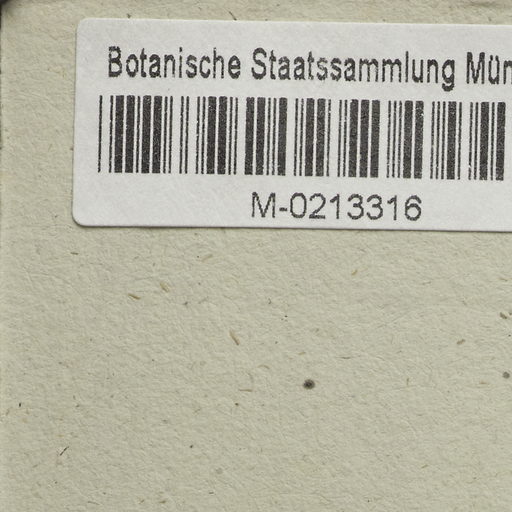 Botanische Staatssammlung Mün
M-0213316